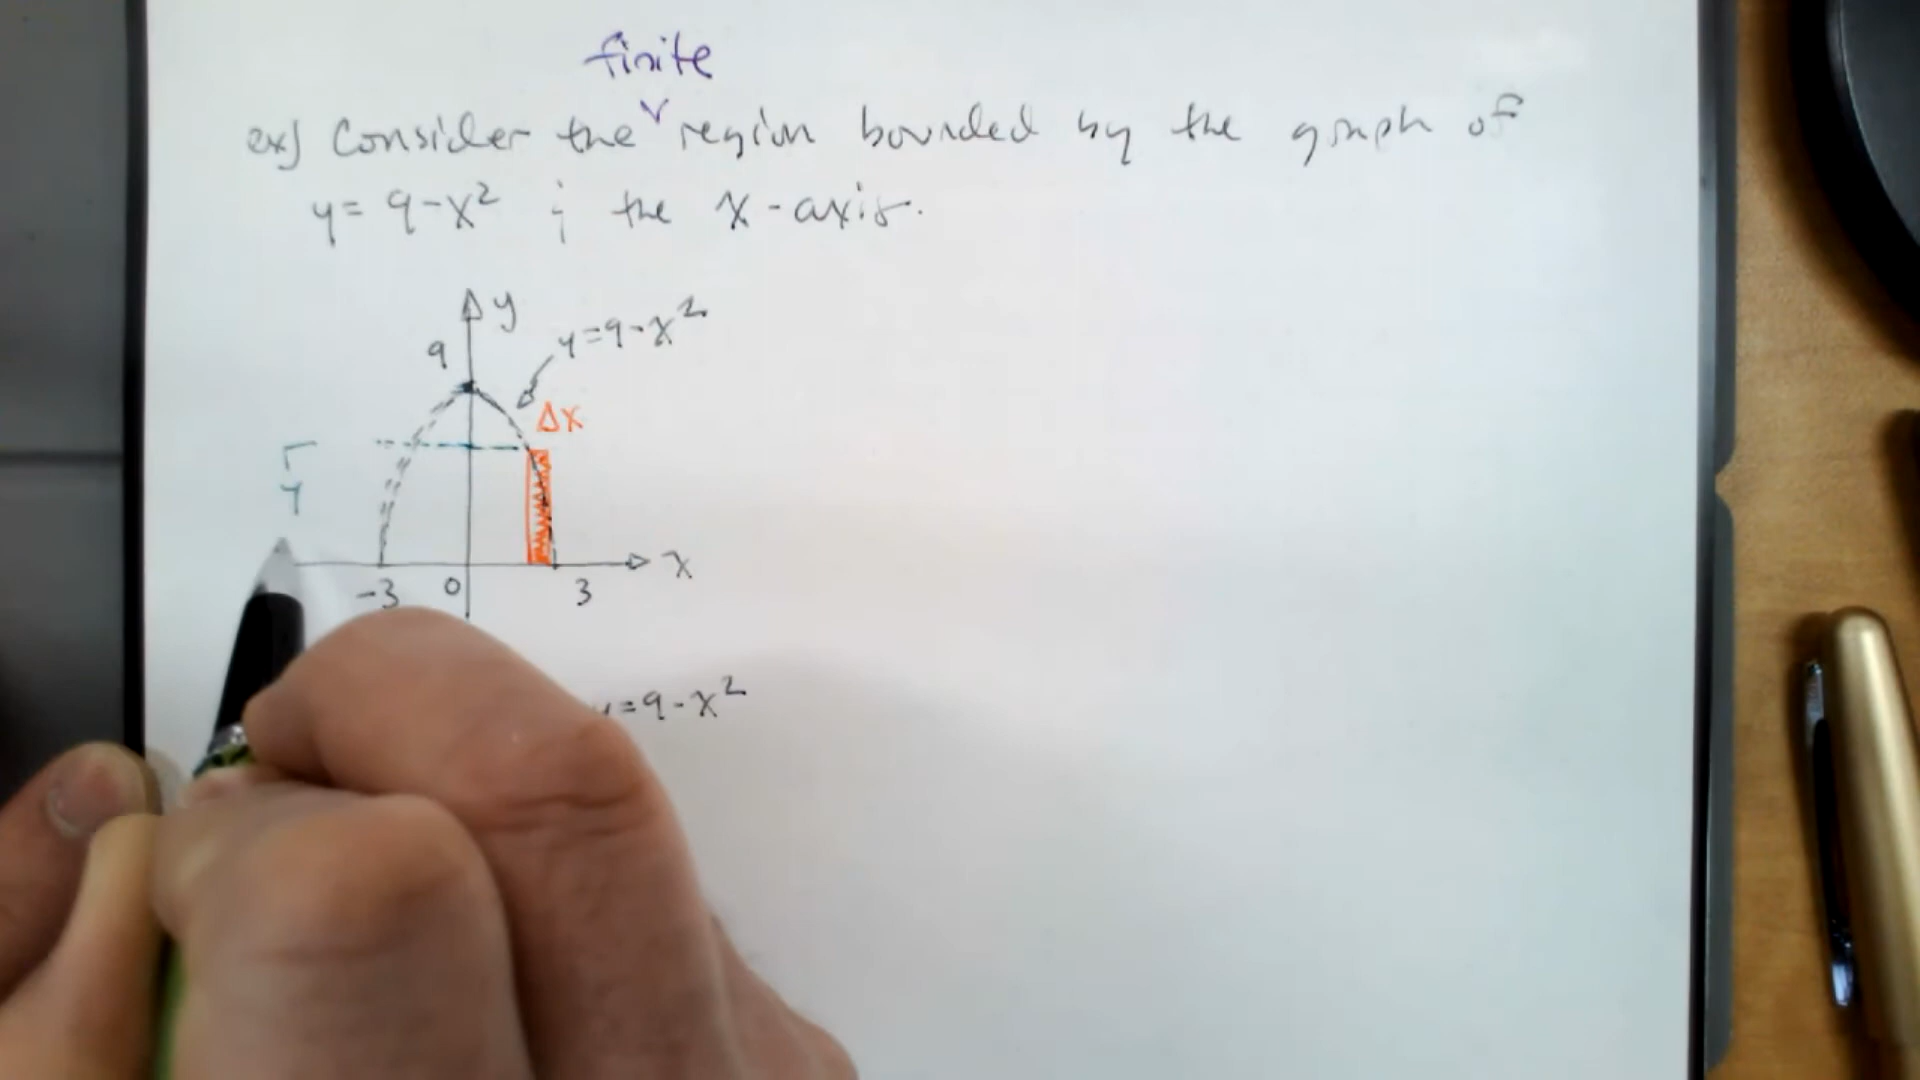 finite
ex) Consider the ˅ region bounded by the graph of
y = 9-x² ; the x-axis.
y
y=9-x²
9
Δx
y
x
-3 0 3
y=9-x²